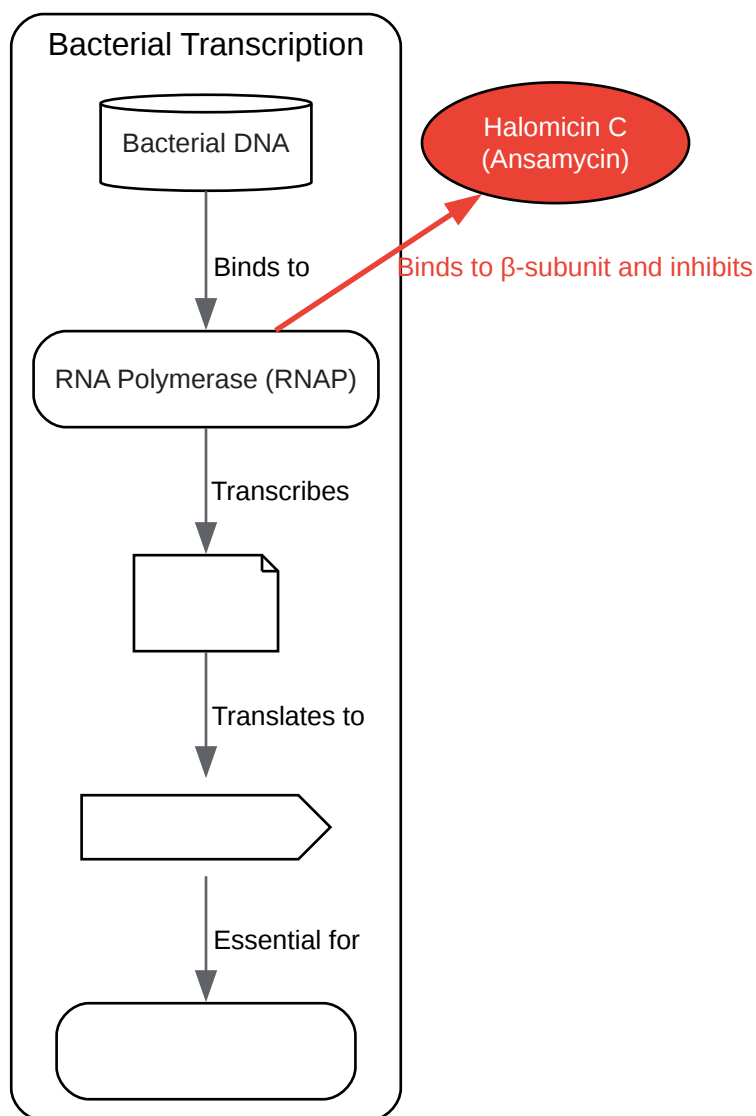 Bacterial Transcription
Bacterial DNA
Halomicin C
(Ansamycin)
Binds to
Binds to β-subunit and inhibits
RNA Polymerase (RNAP)
Transcribes
Translates to
Essential for